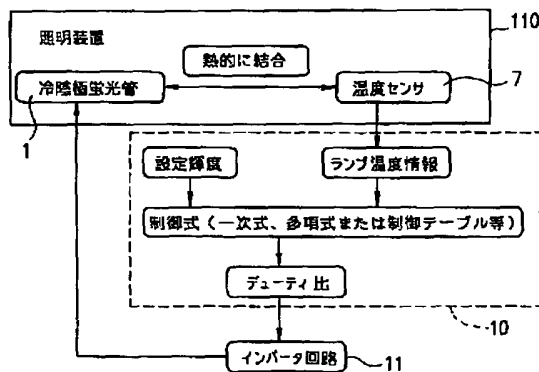 110
照明装置
熱的に結合
冷陰極蛍光管
温度センサ
7
1
設定輝度
ランプ温度情報
制御式(一次式、多項式または制御テーブル等)
デューティ比
10
インバータ回路
11